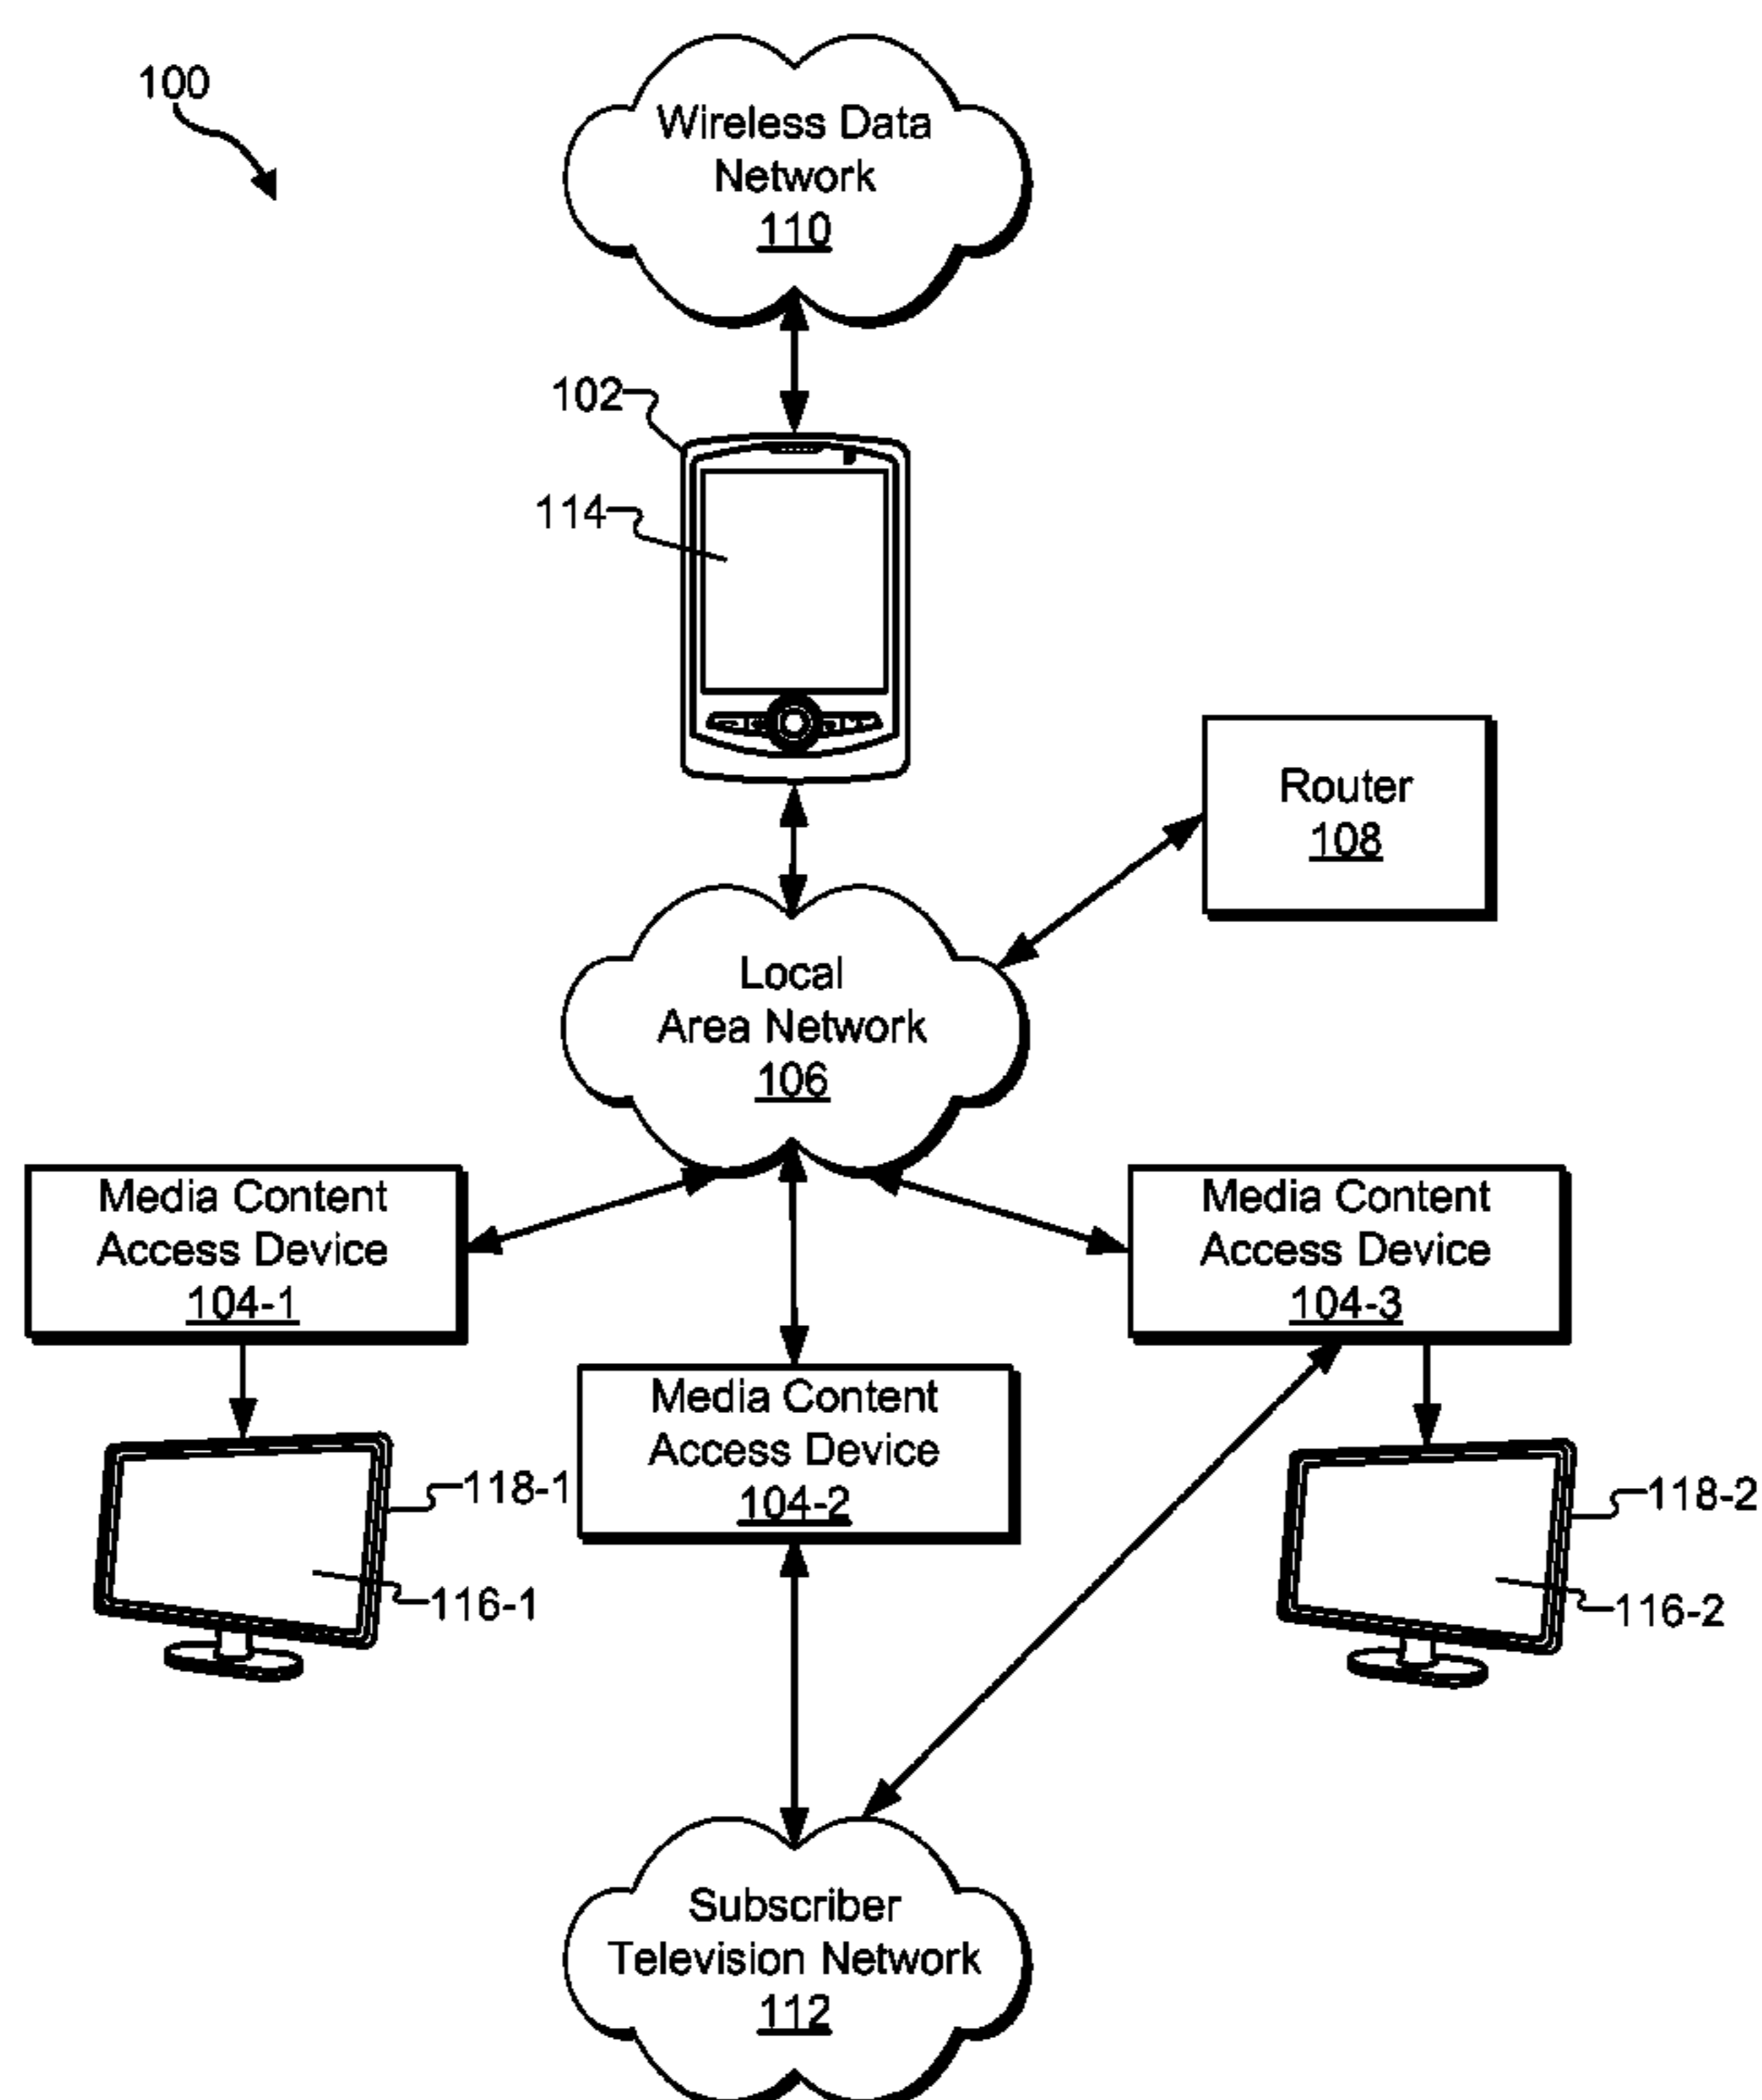 100
Wireless Data
Network
110
102
114
Router
108
Local
Area Network
106
Media Content
Access Device
104-1
Media Content
Access Device
104-3
Media Content
Access Device
104-2
118-1
116-1
118-2
116-2
Subscriber
Television Network
112